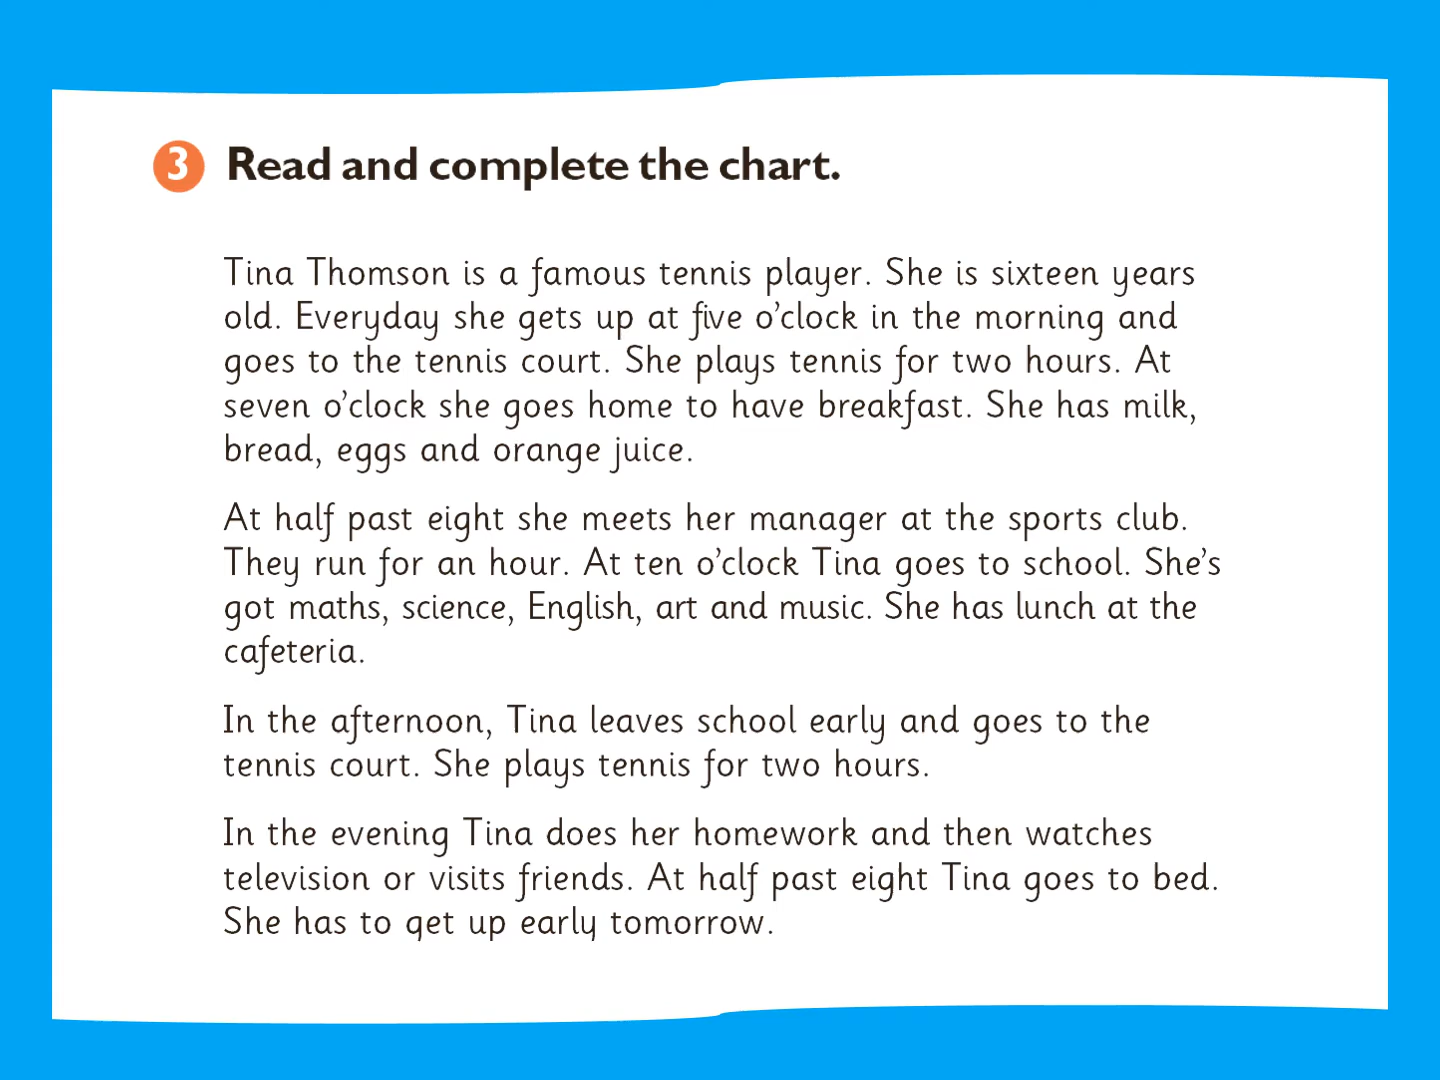 3 Read and complete the chart.
Tina Thomson is a famous tennis player. She is sixteen years
old. Everyday she gets up at five o’clock in the morning and
goes to the tennis court. She plays tennis for two hours. At
seven o’clock she goes home to have breakfast. She has milk,
bread, eggs and orange juice.
At half past eight she meets her manager at the sports club.
They run for an hour. At ten o’clock Tina goes to school. She’s
got maths, science, English, art and music. She has lunch at the
cafeteria.
In the afternoon, Tina leaves school early and goes to the
tennis court. She plays tennis for two hours.
In the evening Tina does her homework and then watches
television or visits friends. At half past eight Tina goes to bed.
She has to get up early tomorrow.